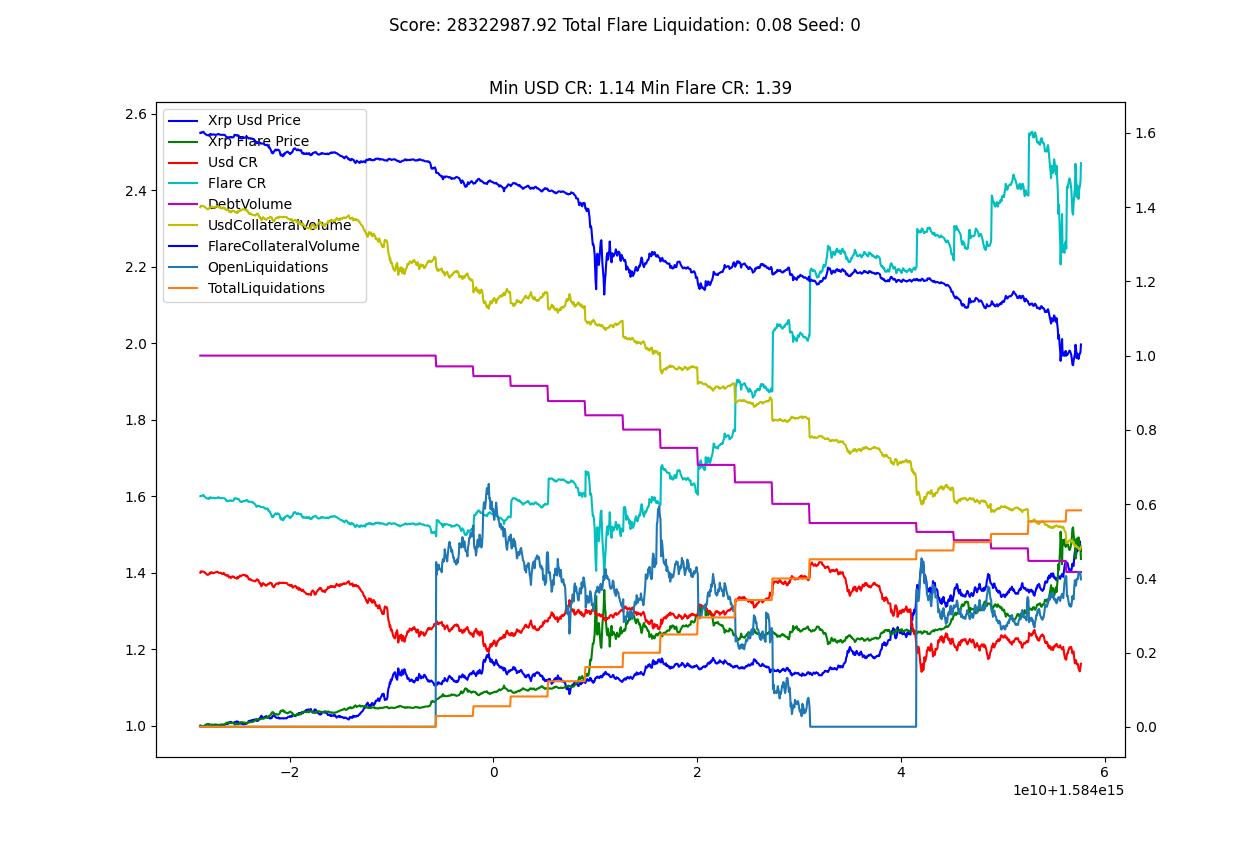 Score: 28322987.92 Total Flare Liquidation: 0.08 Seed: 0
Min USD CR: 1.14 Min Flare CR: 1.39
Xrp Usd Price
Xrp Flare Price
Usd CR
Flare CR
DebtVolume
UsdCollateralVolume
FlareCollateralVolume
OpenLiquidations
TotalLiquidations
2.6
2.4
2.2
2.0
1.8
1.6
1.4
1.2
1.0
1.6
1.4
1.2
1.0
0.8
0.6
0.4
0.2
0.0
−2
0
2
4
6
1e10+1.584e15